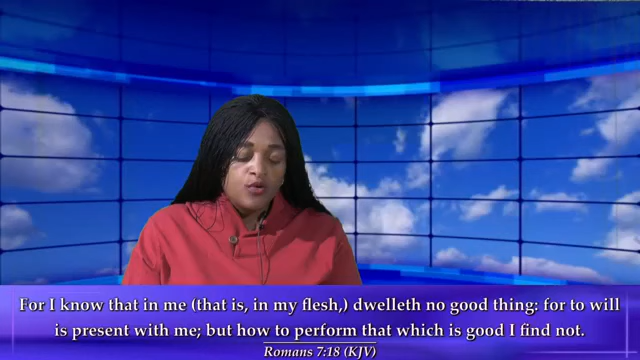 For I know that in me (that is, in my flesh,) dwelleth no good thing: for to will
is present with me; but how to perform that which is good I find not.
Romans 7:18 (KJV)